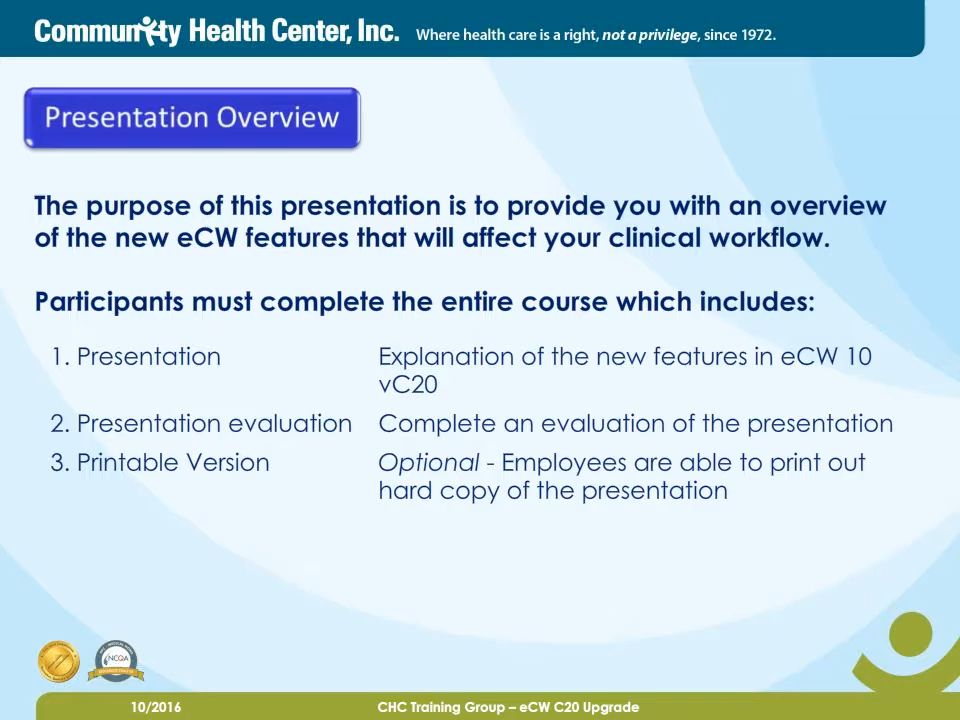 Community Health Center, Inc. Where health care is a right, not a privilege, since 1972.
Presentation Overview
The purpose of this presentation is to provide you with an overview
of the new eCW features that will affect your clinical workflow.
Participants must complete the entire course which includes:
1. Presentation Explanation of the new features in eCW 10
vC20
2. Presentation evaluation Complete an evaluation of the presentation
3. Printable Version Optional - Employees are able to print out
hard copy of the presentation
NCQA
10/2016 CHC Training Group – eCW C20 Upgrade